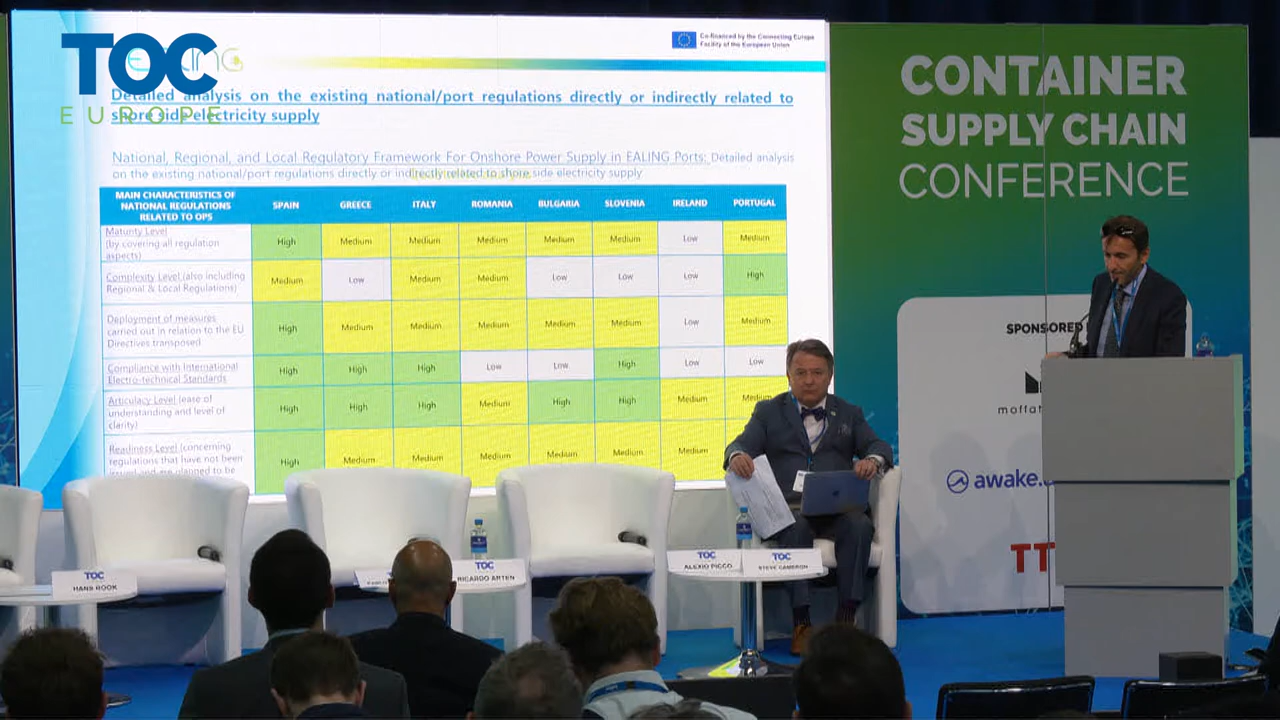 TOC
EUROPE
Co-financed by the Connecting Europe
Facility of the European Union
Detailed analysis on the existing national/port regulations directly or indirectly related to
shore side electricity supply
National, Regional, and Local Regulatory Framework For Onshore Power Supply in EALING Ports: Detailed analysis
on the existing national/port regulations directly or indirectly related to shore side electricity supply
MAIN CHARACTERISTICS OF
NATIONAL REGULATIONS
RELATED TO OPS
SPAIN GREECE ITALY ROMANIA BULGARIA SLOVENIA IRELAND PORTUGAL
Maturity Level
(by covering all regulation
aspects)
High Medium Medium Medium Medium Medium Low Medium
Complexity Level (also including
Regional & Local Regulations)
Medium Low Medium Medium Low Low Low High
Deployment of measures
carried out in relation to the EU
Directives transposed)
High Medium Medium Medium Medium Medium Low Medium
Compliance with International
Electro-technical Standards
High High High Low Low High Low Low
Articulacy Level (ease of
understanding and level of
clarity)
High High High Medium High High Medium Medium
Readiness Level (concerning
regulations that have not been
High Medium Medium Medium Medium Medium Medium
CONTAINER
SUPPLY CHAIN
CONFERENCE
SPONSORED
moffat
awake.
TT
TOC
HANS ROOK
TOC
RICARDO ARTEN
TOC
ALEXIO PICCO
TOC
STEVE CAMERON